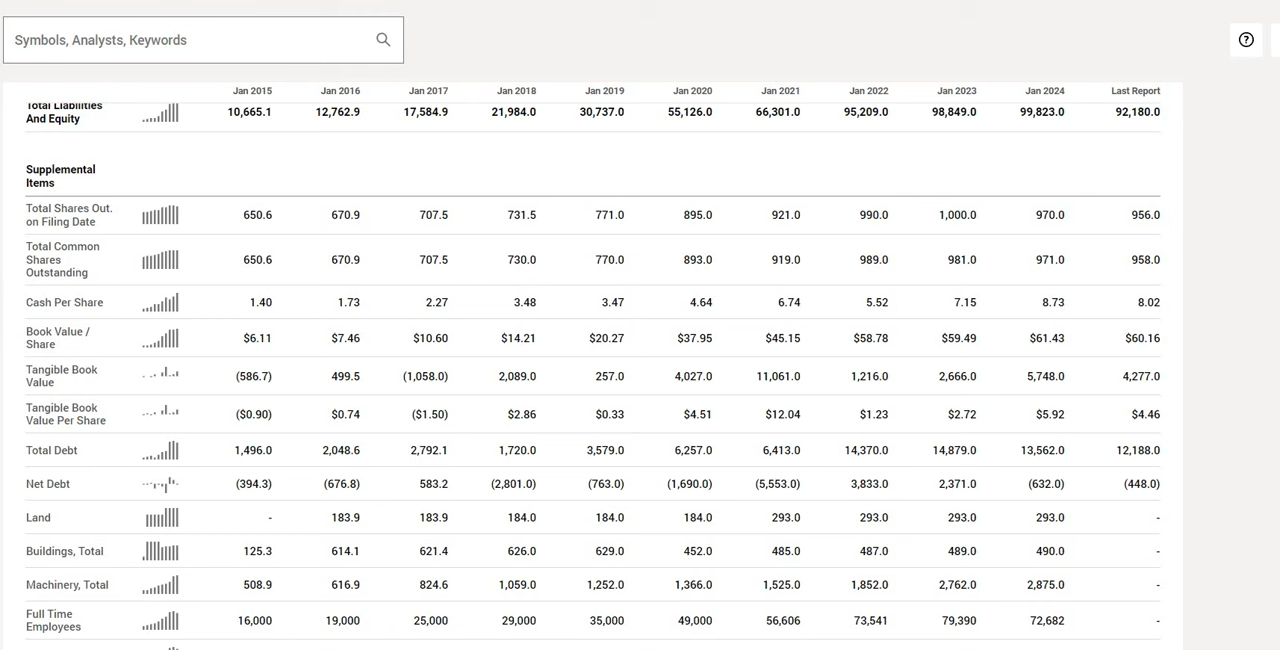 Symbols, Analysts, Keywords
Jan 2015 Jan 2016 Jan 2017 Jan 2018 Jan 2019 Jan 2020 Jan 2021 Jan 2022 Jan 2023 Jan 2024 Last Report
Total Liabilities
And Equity 10,665.1 12,762.9 17,584.9 21,984.0 30,737.0 55,126.0 66,301.0 95,209.0 98,849.0 99,823.0 92,180.0
Supplemental
Items
Total Shares Out.
on Filing Date 650.6 670.9 707.5 731.5 771.0 895.0 921.0 990.0 1,000.0 970.0 956.0
Total Common
Shares
Outstanding 650.6 670.9 707.5 730.0 770.0 893.0 919.0 989.0 981.0 971.0 958.0
Cash Per Share 1.40 1.73 2.27 3.48 3.47 4.64 6.74 5.52 7.15 8.73 8.02
Book Value /
Share $6.11 $7.46 $10.60 $14.21 $20.27 $37.95 $45.15 $58.78 $59.49 $61.43 $60.16
Tangible Book
Value (586.7) 499.5 (1,058.0) 2,089.0 257.0 4,027.0 11,061.0 1,216.0 2,666.0 5,748.0 4,277.0
Tangible Book
Value Per Share ($0.90) $0.74 ($1.50) $2.86 $0.33 $4.51 $12.04 $1.23 $2.72 $5.92 $4.46
Total Debt 1,496.0 2,048.6 2,792.1 1,720.0 3,579.0 6,257.0 6,413.0 14,370.0 14,879.0 13,562.0 12,188.0
Net Debt (394.3) (676.8) 583.2 (2,801.0) (763.0) (1,690.0) (5,553.0) 3,833.0 2,371.0 (632.0) (448.0)
Land - 183.9 183.9 184.0 184.0 184.0 293.0 293.0 293.0 293.0 -
Buildings, Total 125.3 614.1 621.4 626.0 629.0 452.0 485.0 487.0 489.0 490.0 -
Machinery, Total 508.9 616.9 824.6 1,059.0 1,252.0 1,366.0 1,525.0 1,852.0 2,762.0 2,875.0 -
Full Time
Employees 16,000 19,000 25,000 29,000 35,000 49,000 56,606 73,541 79,390 72,682 -